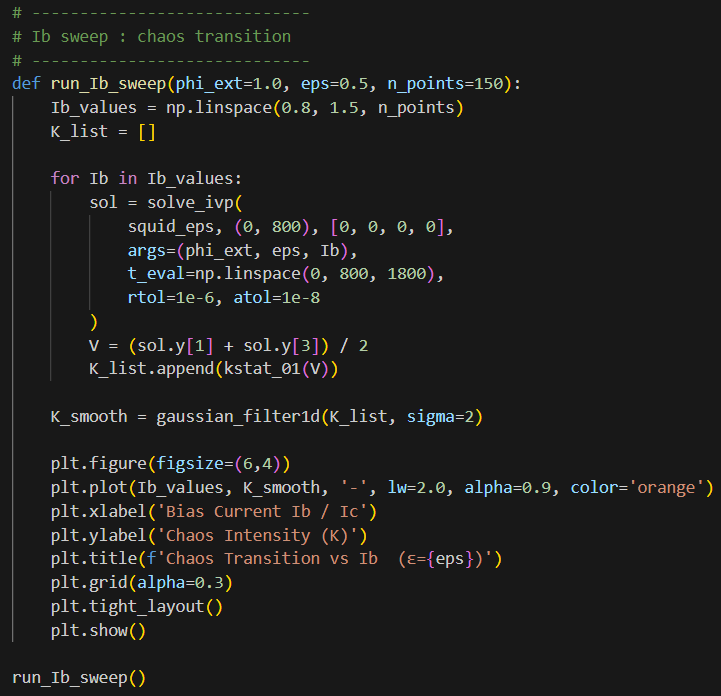 # -----------------------------
# Ib sweep : chaos transition
# -----------------------------
def run_Ib_sweep(phi_ext=1.0, eps=0.5, n_points=150):
    Ib_values = np.linspace(0.8, 1.5, n_points)
    K_list = []

    for Ib in Ib_values:
        sol = solve_ivp(
            squid_eps, (0, 800), [0, 0, 0, 0],
            args=(phi_ext, eps, Ib),
            t_eval=np.linspace(0, 800, 1800),
            rtol=1e-6, atol=1e-8
        )
        V = (sol.y[1] + sol.y[3]) / 2
        K_list.append(kstat_01(V))

    K_smooth = gaussian_filter1d(K_list, sigma=2)

    plt.figure(figsize=(6,4))
    plt.plot(Ib_values, K_smooth, '-', lw=2.0, alpha=0.9, color='orange')
    plt.xlabel('Bias Current Ib / Ic')
    plt.ylabel('Chaos Intensity (K)')
    plt.title(f'Chaos Transition vs Ib  (ε={eps})')
    plt.grid(alpha=0.3)
    plt.tight_layout()
    plt.show()

run_Ib_sweep()